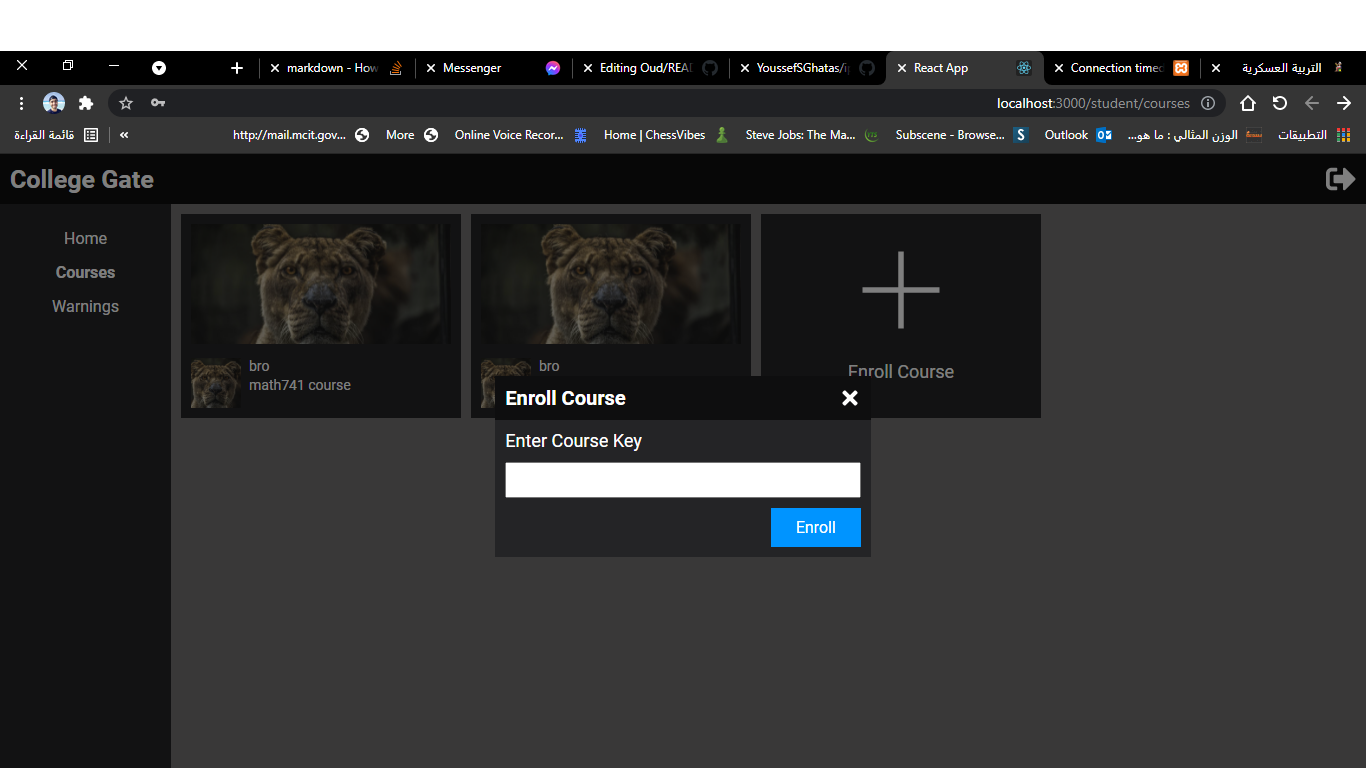 markdown - How
Messenger
Editing Oud/REA
YoussefSGhatas/i
React App
Connection timed
التربية العسكرية
localhost:3000/student/courses
قائمة القراءة
«
http://mail.mcit.gov...
More
Online Voice Recor...
Home | ChessVibes
Steve Jobs: The Ma...
Subscene - Browse...
Outlook
الوزن المثالي : ما هو...
التطبيقات
College Gate
Home
Courses
Warnings
bro
math741 course
bro
Enroll Course
Enroll Course
Enter Course Key
Enroll